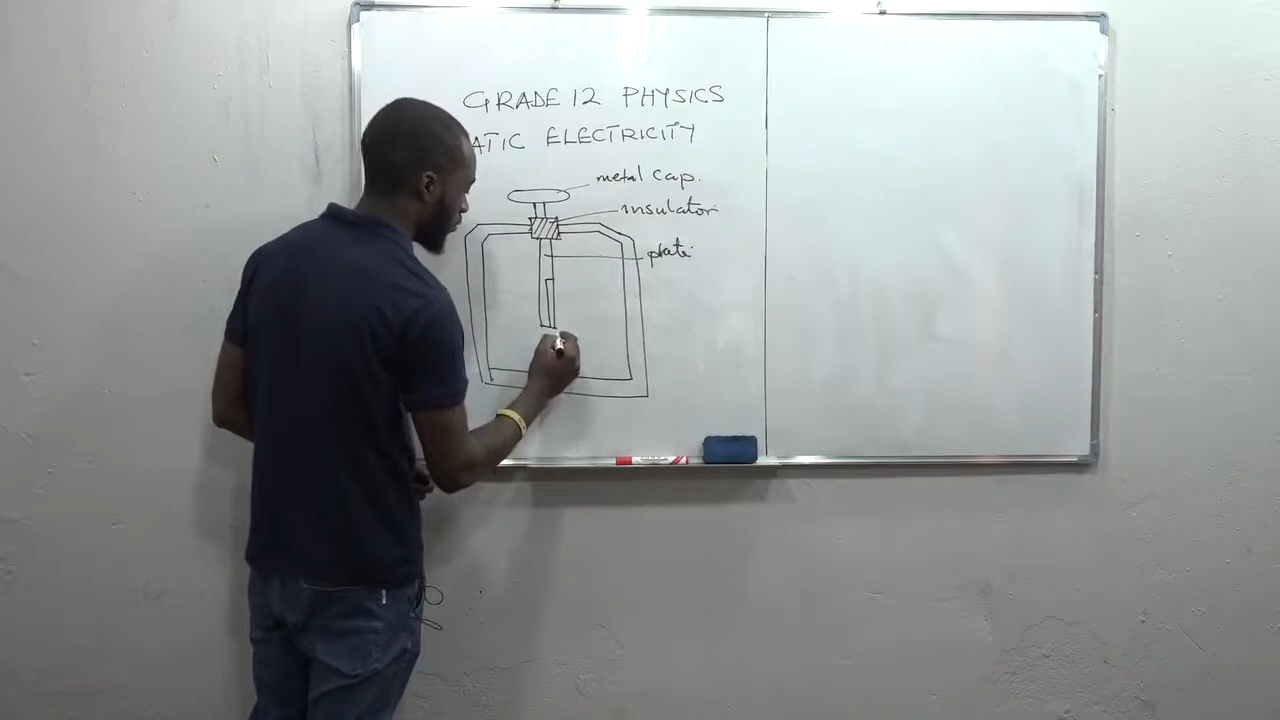 GRADE 12 PHYSICS
ATIC ELECTRICITY
metal cap.
insulator
plate